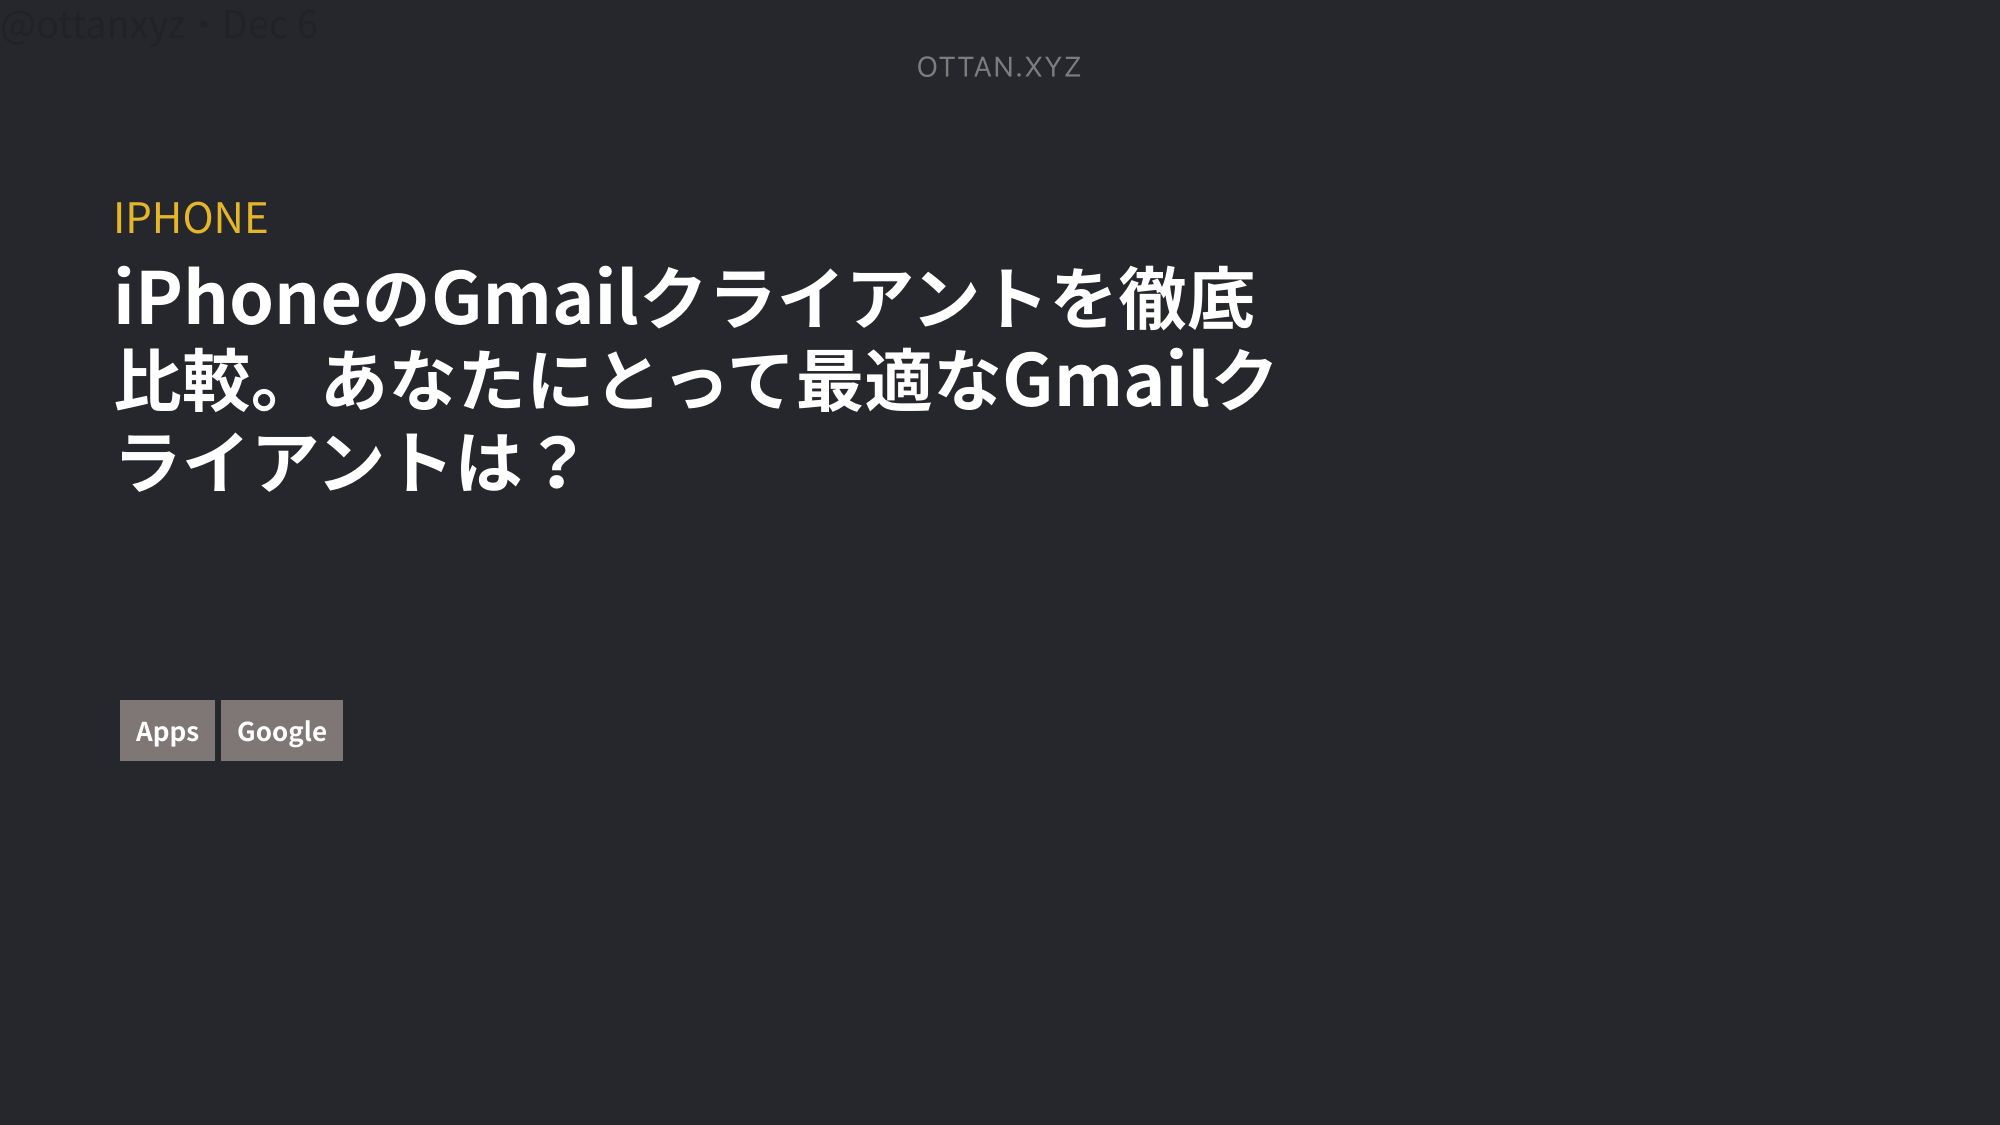 @ottanxyz・Dec 6
OTTAN.XYZ
IPHONE
iPhoneのGmailクライアントを徹底
比較。あなたにとって最適なGmailク
ライアントは？
Apps
Google